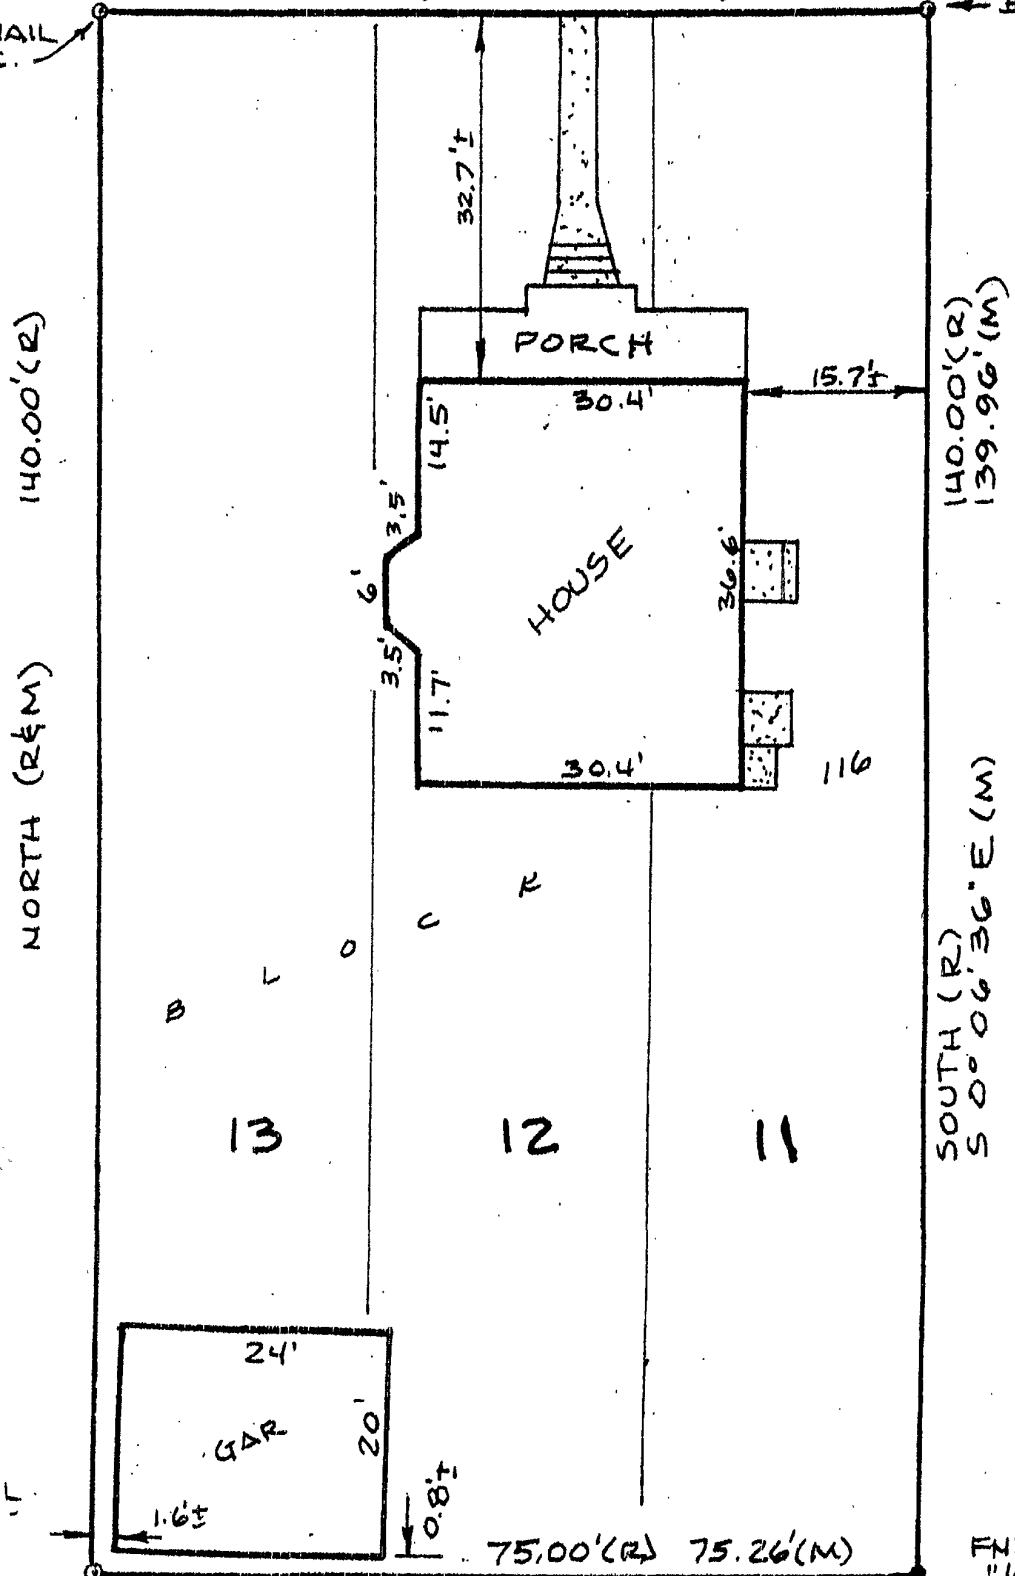 32.7'±
PORCH
140.00'(R)
140.00'(R)
139.96'(M)
15.7'±
30.4'
14.5'
3.5'
HOUSE
36.6'
6'
3.5'
11.7'
NORTH (R&M)
30.4'
116
BLOCK
SOUTH (R)
S 0° 06' 36" E (M)
13 12 11
24'
GAR
20'
1.6'±
0.8'±
75.00'(R) 75.26'(M)